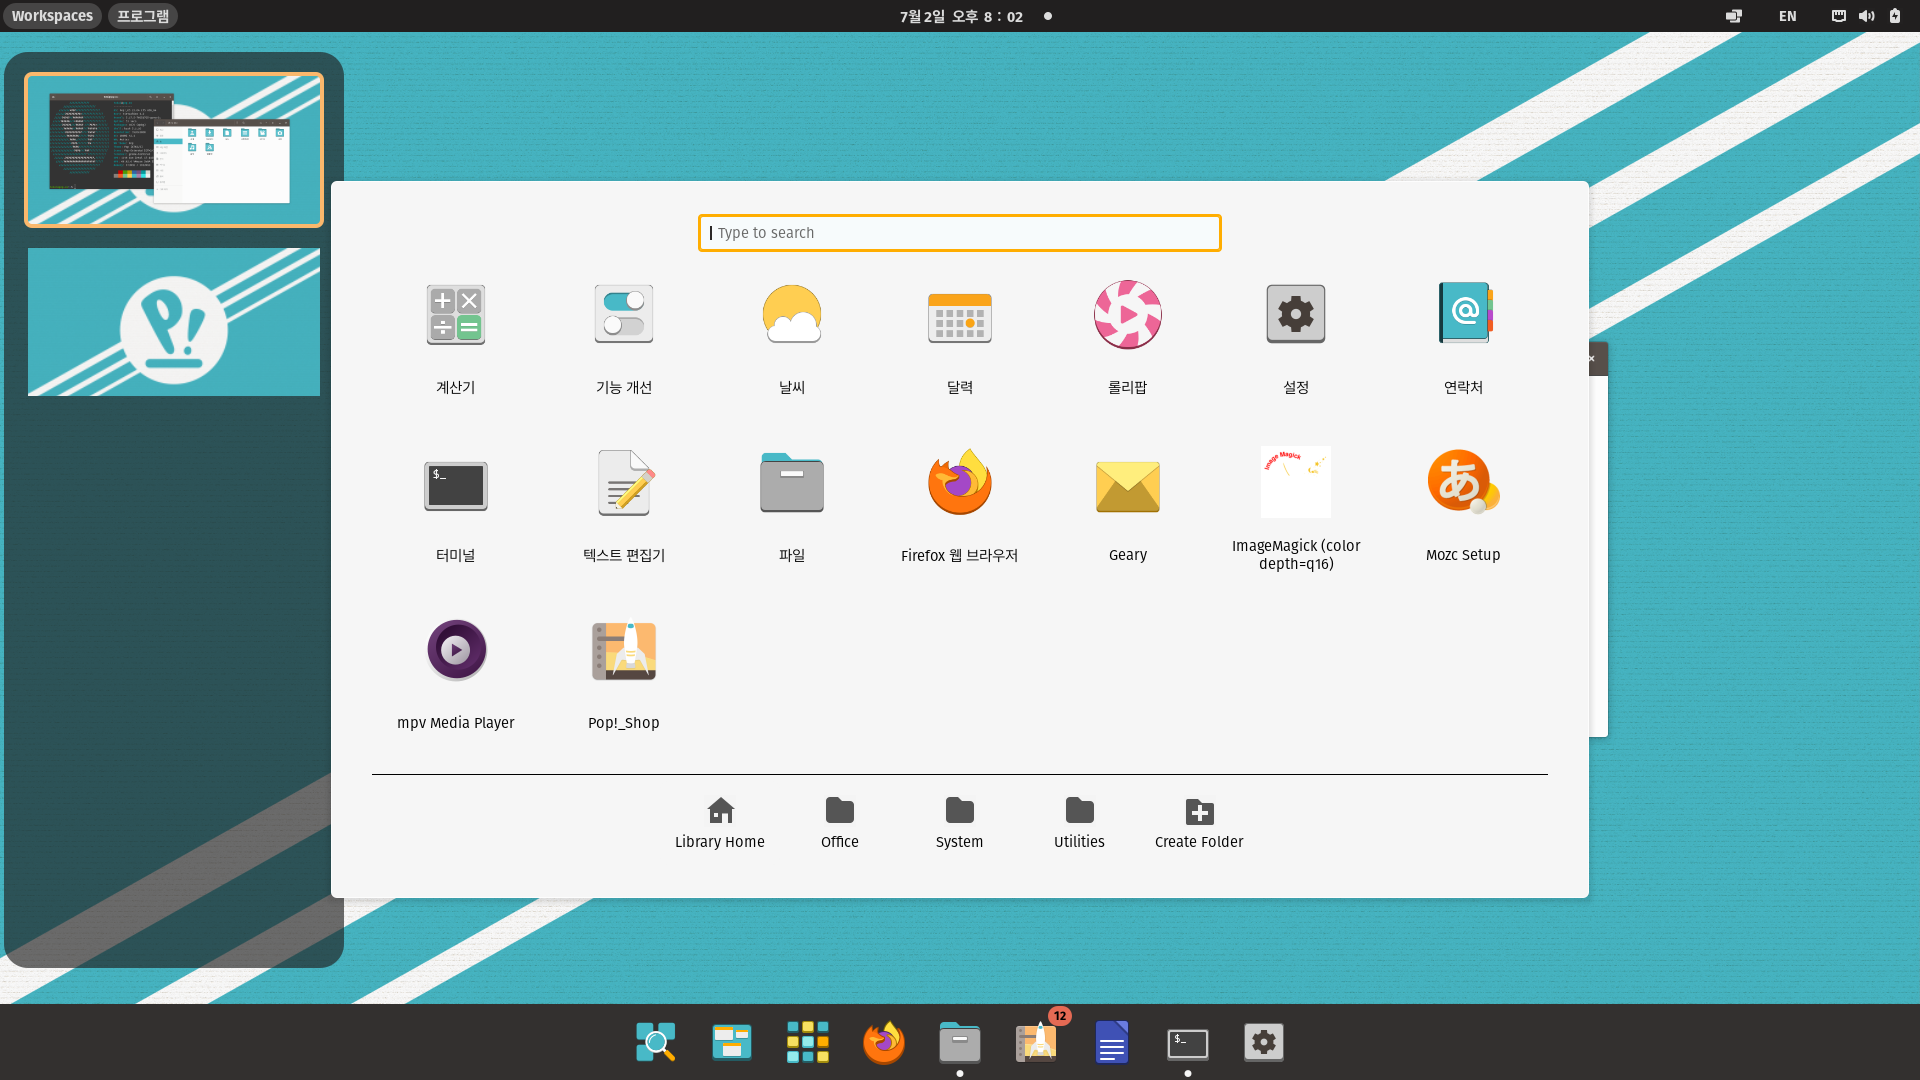 Workspaces 프로그램 7월 2일 오후 8 : 02 EN
Type to search
계산기 기능 개선 날씨 달력 롤리팝 설정 연락처
$_
Image Magick
あ
터미널 텍스트 편집기 파일 Firefox 웹 브라우저 Geary ImageMagick (color depth=q16) Mozc Setup
mpv Media Player Pop!_Shop
Library Home Office System Utilities Create Folder
12
$_